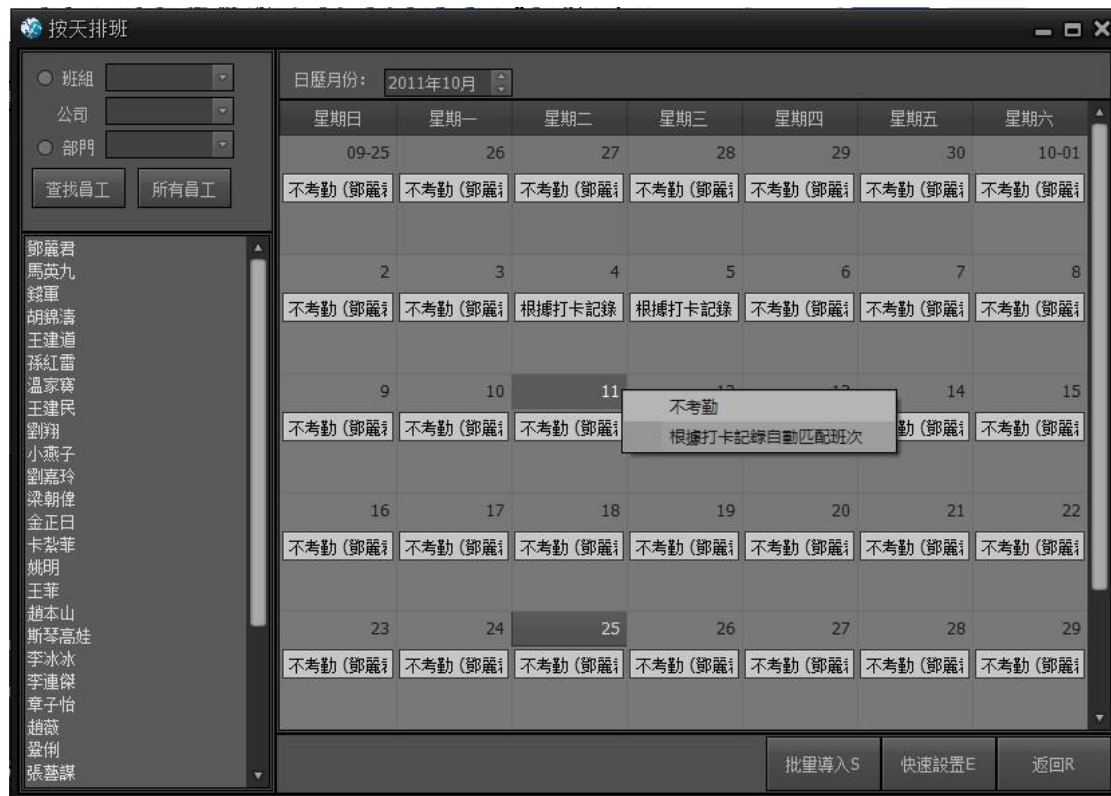 按天排班
班組
公司
部門
查找員工 所有員工
鄧麗君
馬英九
錢軍
胡錦濤
王建道
孫紅雷
溫家寶
王建民
劉翔
小燕子
劉嘉玲
梁朝偉
金正日
卡紮菲
姚明
王菲
趙本山
斯琴高娃
李冰冰
李連傑
章子怡
趙薇
鞏俐
張藝謀
日歷月份： 2011年10月
星期日 星期一 星期二 星期三 星期四 星期五 星期六
09-25 26 27 28 29 30 10-01
不考勤 (鄧麗 不考勤 (鄧麗 不考勤 (鄧麗 不考勤 (鄧麗 不考勤 (鄧麗 不考勤 (鄧麗 不考勤 (鄧麗
2 3 4 5 6 7 8
不考勤 (鄧麗 不考勤 (鄧麗 根據打卡記錄 根據打卡記錄 不考勤 (鄧麗 不考勤 (鄧麗 不考勤 (鄧麗
9 10 11 14 15
不考勤 (鄧麗 不考勤 (鄧麗 不考勤 (鄧麗 勤 (鄧麗 不考勤 (鄧麗
不考勤
根據打卡記錄自動匹配班次
16 17 18 19 20 21 22
不考勤 (鄧麗 不考勤 (鄧麗 不考勤 (鄧麗 不考勤 (鄧麗 不考勤 (鄧麗 不考勤 (鄧麗 不考勤 (鄧麗
23 24 25 26 27 28 29
不考勤 (鄧麗 不考勤 (鄧麗 不考勤 (鄧麗 不考勤 (鄧麗 不考勤 (鄧麗 不考勤 (鄧麗 不考勤 (鄧麗
批量導入S 快速設置E 返回R